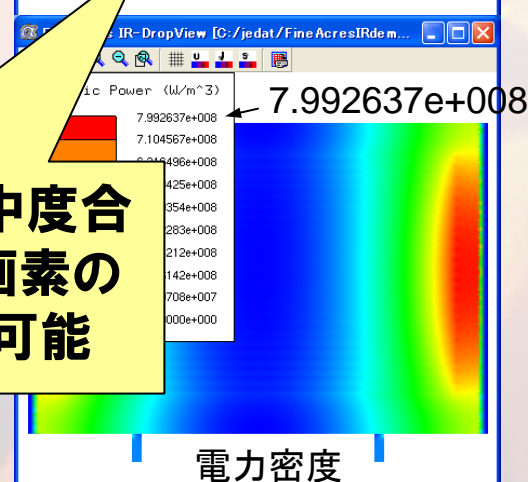 IR-DropView [C:/jedat/FineAcresIRdem...
ic Power (W/m^3)
7.992637e+008
7.992637e+008
7.104567e+008
496e+008
425e+008
354e+008
283e+008
212e+008
142e+008
708e+007
000e+000
中度合
画素の
可能
電力密度